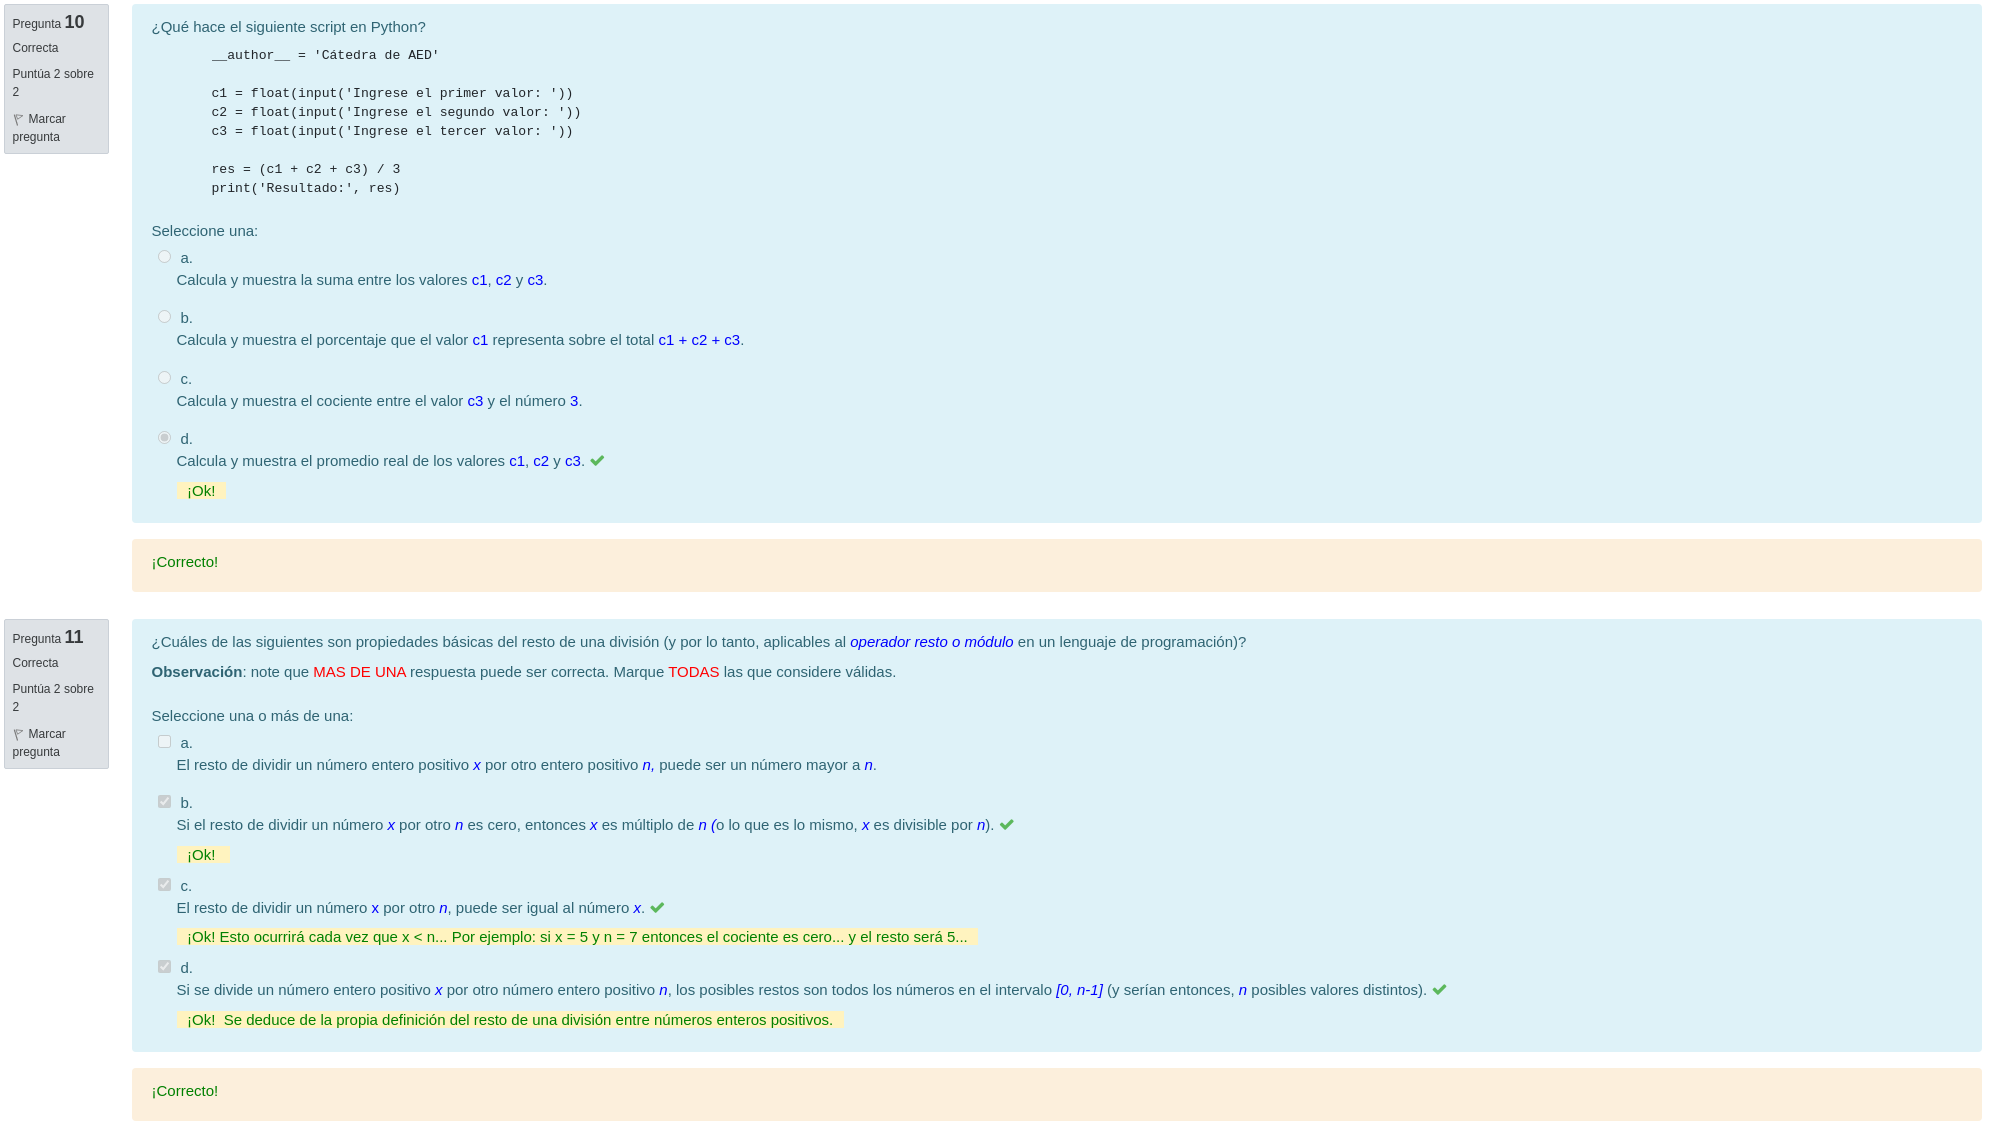 Pregunta 10
Correcta
Puntúa 2 sobre
2
Marcar
pregunta
¿Qué hace el siguiente script en Python?
__author__ = 'Cátedra de AED'
c1 = float(input('Ingrese el primer valor: '))
c2 = float(input('Ingrese el segundo valor: '))
c3 = float(input('Ingrese el tercer valor: '))
res = (c1 + c2 + c3) / 3
print('Resultado:', res)
Seleccione una:
a.
Calcula y muestra la suma entre los valores c1, c2 y c3.
b.
Calcula y muestra el porcentaje que el valor c1 representa sobre el total c1 + c2 + c3.
c.
Calcula y muestra el cociente entre el valor c3 y el número 3.
d.
Calcula y muestra el promedio real de los valores c1, c2 y c3.
¡Ok!
¡Correcto!
Pregunta 11
Correcta
Puntúa 2 sobre
2
Marcar
pregunta
¿Cuáles de las siguientes son propiedades básicas del resto de una división (y por lo tanto, aplicables al operador resto o módulo en un lenguaje de programación)?
Observación: note que MAS DE UNA respuesta puede ser correcta. Marque TODAS las que considere válidas.
Seleccione una o más de una:
a.
El resto de dividir un número entero positivo x por otro entero positivo n, puede ser un número mayor a n.
b.
Si el resto de dividir un número x por otro n es cero, entonces x es múltiplo de n (o lo que es lo mismo, x es divisible por n).
¡Ok!
c.
El resto de dividir un número x por otro n, puede ser igual al número x.
¡Ok! Esto ocurrirá cada vez que x < n... Por ejemplo: si x = 5 y n = 7 entonces el cociente es cero... y el resto será 5...
d.
Si se divide un número entero positivo x por otro número entero positivo n, los posibles restos son todos los números en el intervalo [0, n-1] (y serían entonces, n posibles valores distintos).
¡Ok!  Se deduce de la propia definición del resto de una división entre números enteros positivos.
¡Correcto!